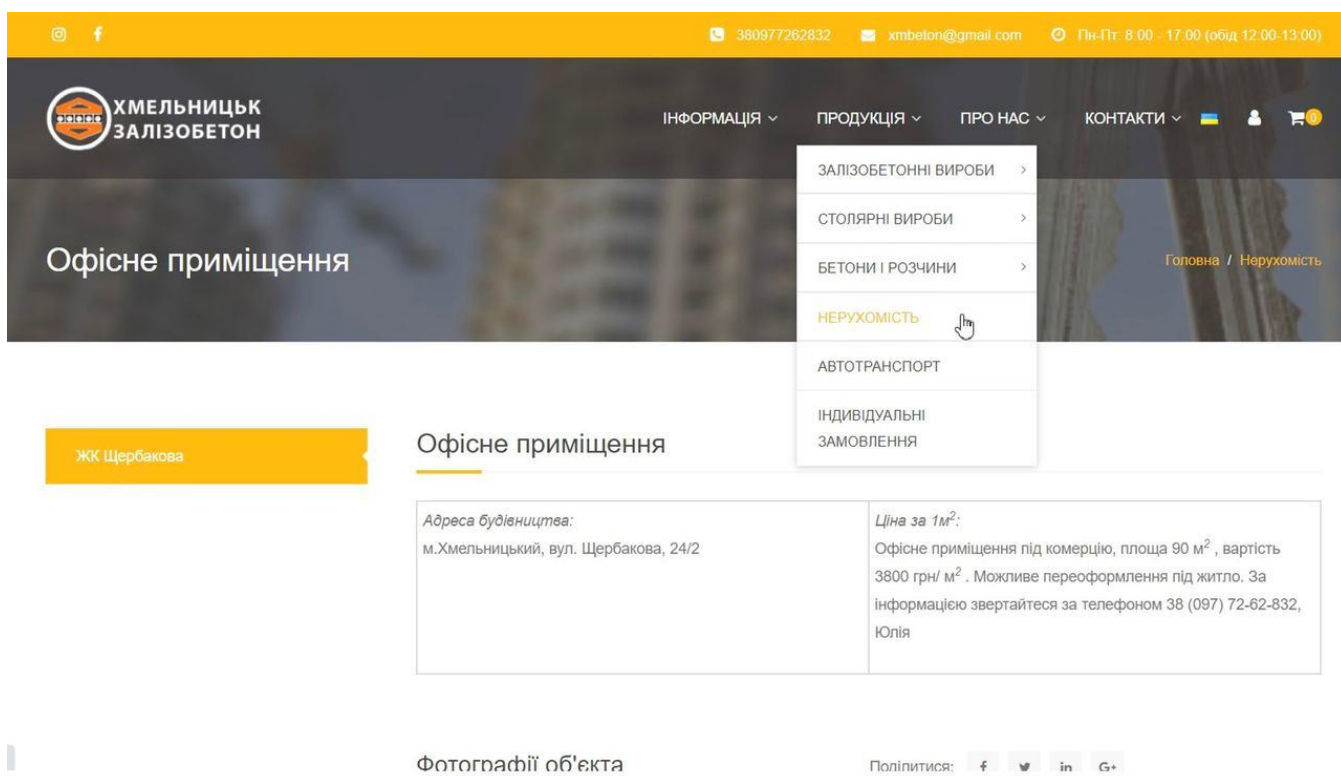 380977262832 xmbeton@gmail.com Пн-Пт: 8:00 - 17:00 (обід 12:00-13:00)
ХМЕЛЬНИЦЬК
ЗАЛІЗОБЕТОН
ІНФОРМАЦІЯ ПРОДУКЦІЯ ПРО НАС КОНТАКТИ 0
ЗАЛІЗОБЕТОННІ ВИРОБИ
СТОЛЯРНІ ВИРОБИ
БЕТОНИ І РОЗЧИНИ
НЕРУХОМІСТЬ
АВТОТРАНСПОРТ
ІНДИВІДУАЛЬНІ
ЗАМОВЛЕННЯ
Офісне приміщення
Головна / Нерухомість
ЖК Щербакова
Офісне приміщення
Адреса будівництва:
м.Хмельницький, вул. Щербакова, 24/2
Ціна за 1м²:
Офісне приміщення під комерцію, площа 90 м² , вартість
3800 грн/ м² . Можливе переоформлення під житло. За
інформацією звертайтеся за телефоном 38 (097) 72-62-832,
Юлія
Фотографії об'єкта
Поділитися: f in G+